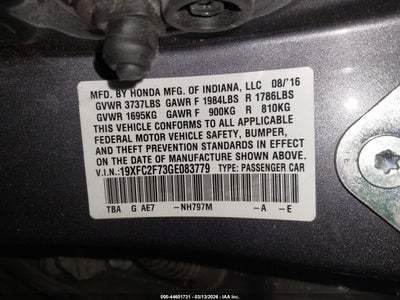 MFD. BY HONDA MFG. OF INDIANA, LLC 08/'16
GVWR 3737LBS GAWR F 1984LBS R 1786LBS
GVWR 1695KG GAWR F 900KG R 810KG
THIS VEHICLE CONFORMS TO ALL APPLICABLE
FEDERAL MOTOR VEHICLE SAFETY, BUMPER,
AND THEFT PREVENTION STANDARDS IN EFFECT
ON THE DATE OF MANUFACTURE SHOWN ABOVE.
V.I.N.: 19XFC2F73GE083779 TYPE: PASSENGER CAR
TBA G AE7 -NH797M -A -E
000-44601731 - 03/13/2026 - IAAI.COM